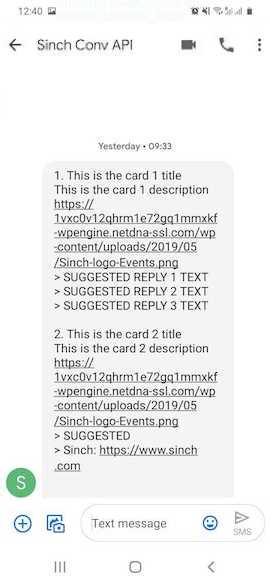 12:40
Sinch Conv API
Yesterday • 09:33
1. This is the card 1 title
This is the card 1 description
https://
1vxc0v12qhrm1e72gq1mmxkf
-wpengine.netdna-ssl.com/wp
-content/uploads/2019/05
/Sinch-logo-Events.png
> SUGGESTED REPLY 1 TEXT
> SUGGESTED REPLY 2 TEXT
> SUGGESTED REPLY 3 TEXT
2. This is the card 2 title
This is the card 2 description
https://
1vxc0v12qhrm1e72gq1mmxkf
-wpengine.netdna-ssl.com/wp
-content/uploads/2019/05
/Sinch-logo-Events.png
> SUGGESTED
> Sinch: https://www.sinch
.com
S
Text message
SMS